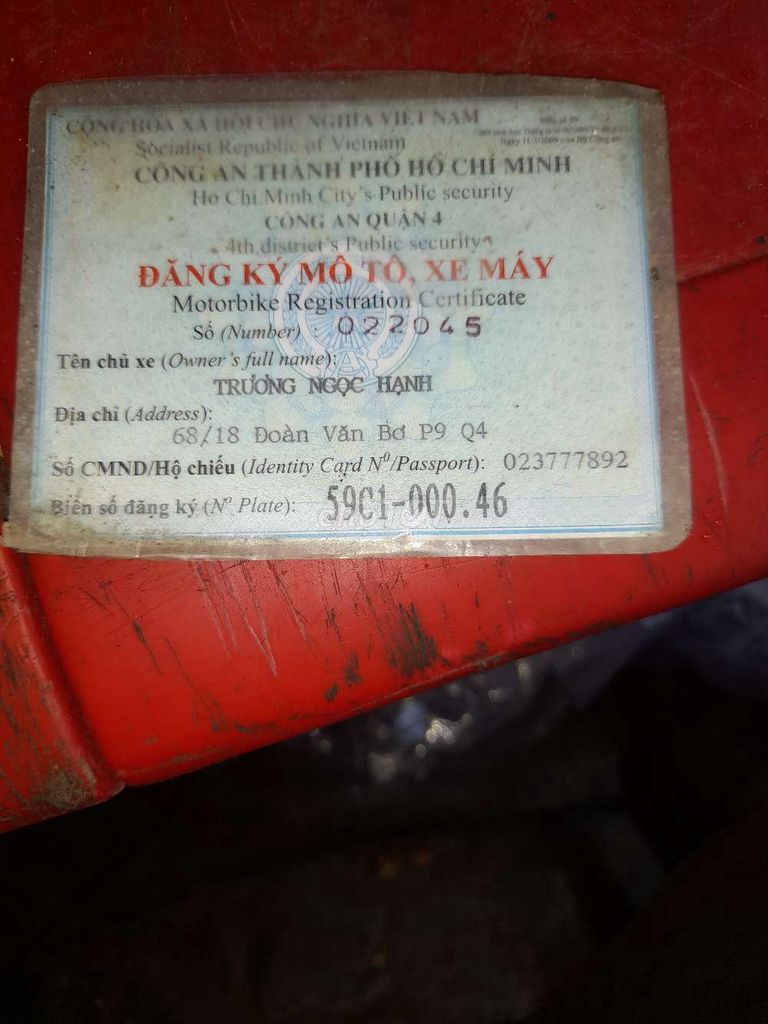 CỘNG HÒA XÃ HỘI CHỦ NGHĨA VIỆT NAM
Socialist Republic of Vietnam
CÔNG AN THÀNH PHỐ HỒ CHÍ MINH
Ho Chi Minh City's Public security
CÔNG AN QUẬN 4
4th district's Public security
ĐĂNG KÝ MÔ TÔ, XE MÁY
Motorbike Registration Certificate
Số (Number) : 022045
Tên chủ xe (Owner's full name):
TRƯƠNG NGỌC HẠNH
Địa chỉ (Address):
68/18 Đoàn Văn Bơ P9 Q4
Số CMND/Hộ chiếu (Identity Card Nº/Passport): 023777892
Biển số đăng ký (Nº Plate): 59C1-000.46